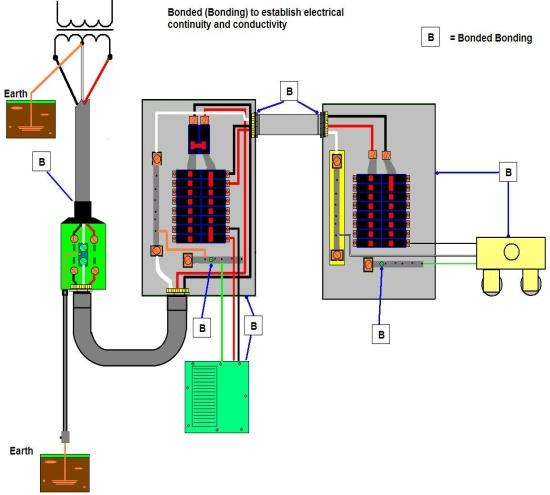 Bonded (Bonding) to establish electrical
continuity and conductivity
B = Bonded Bonding
Earth
B
B
B
B
B
B
B
Earth